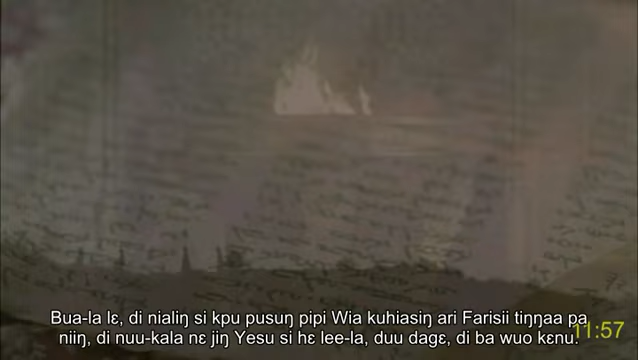 Bua-la lɛ, di nialiŋ si kpu pusuŋ pipi Wia kuhiasiŋ ari Farisii tiŋŋaa pa
niiŋ, di nuu-kala nɛ jiŋ Yesu si hɛ lee-la, duu dagɛ, di ba wuo kɛnu.
11:57